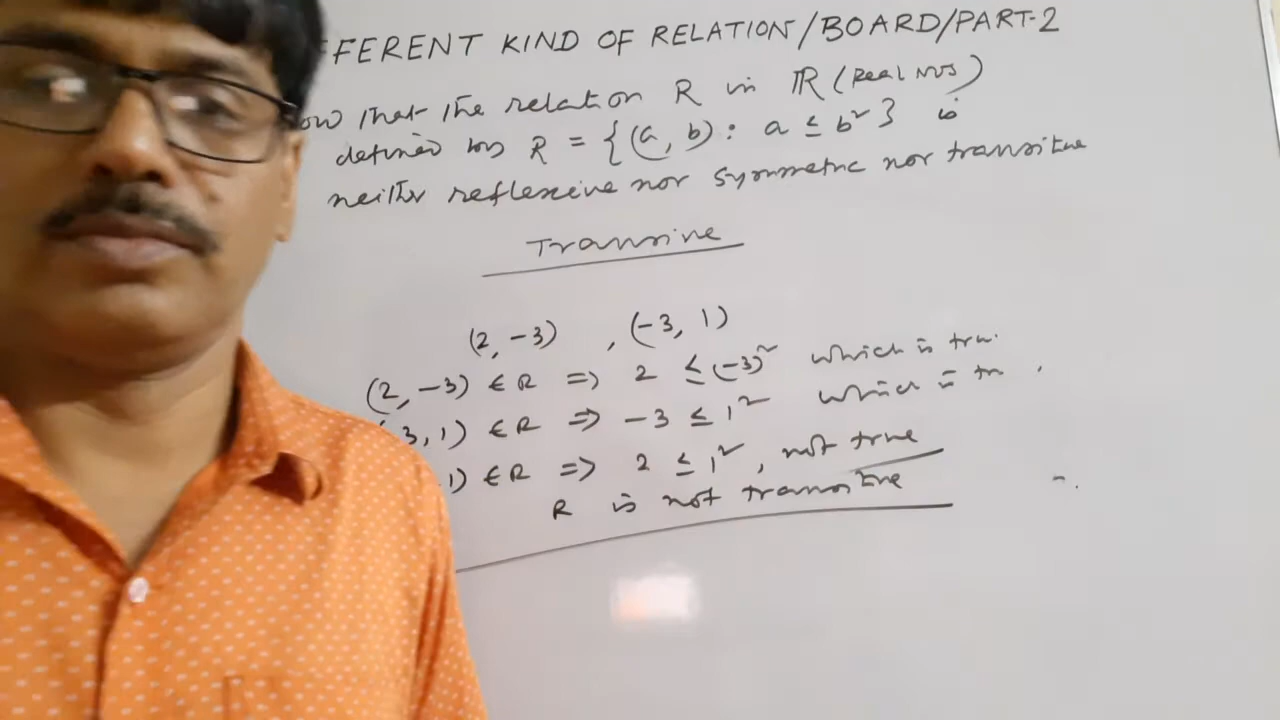 FFERENT KIND OF RELATION/BOARD/PART-2
ow that the relation R in ℝ (Real NOS)
defined by R = {(a, b): a ≤ b²} is
neither reflexive nor symmetric nor transitive
Transitive
(2, -3) , (-3, 1)
(2, -3) ∈ R ⇒ 2 ≤ (-3)² which is true.
3, 1) ∈ R ⇒ -3 ≤ 1² which is
1) ∈ R ⇒ 2 ≤ 1², not true
R is not transitive